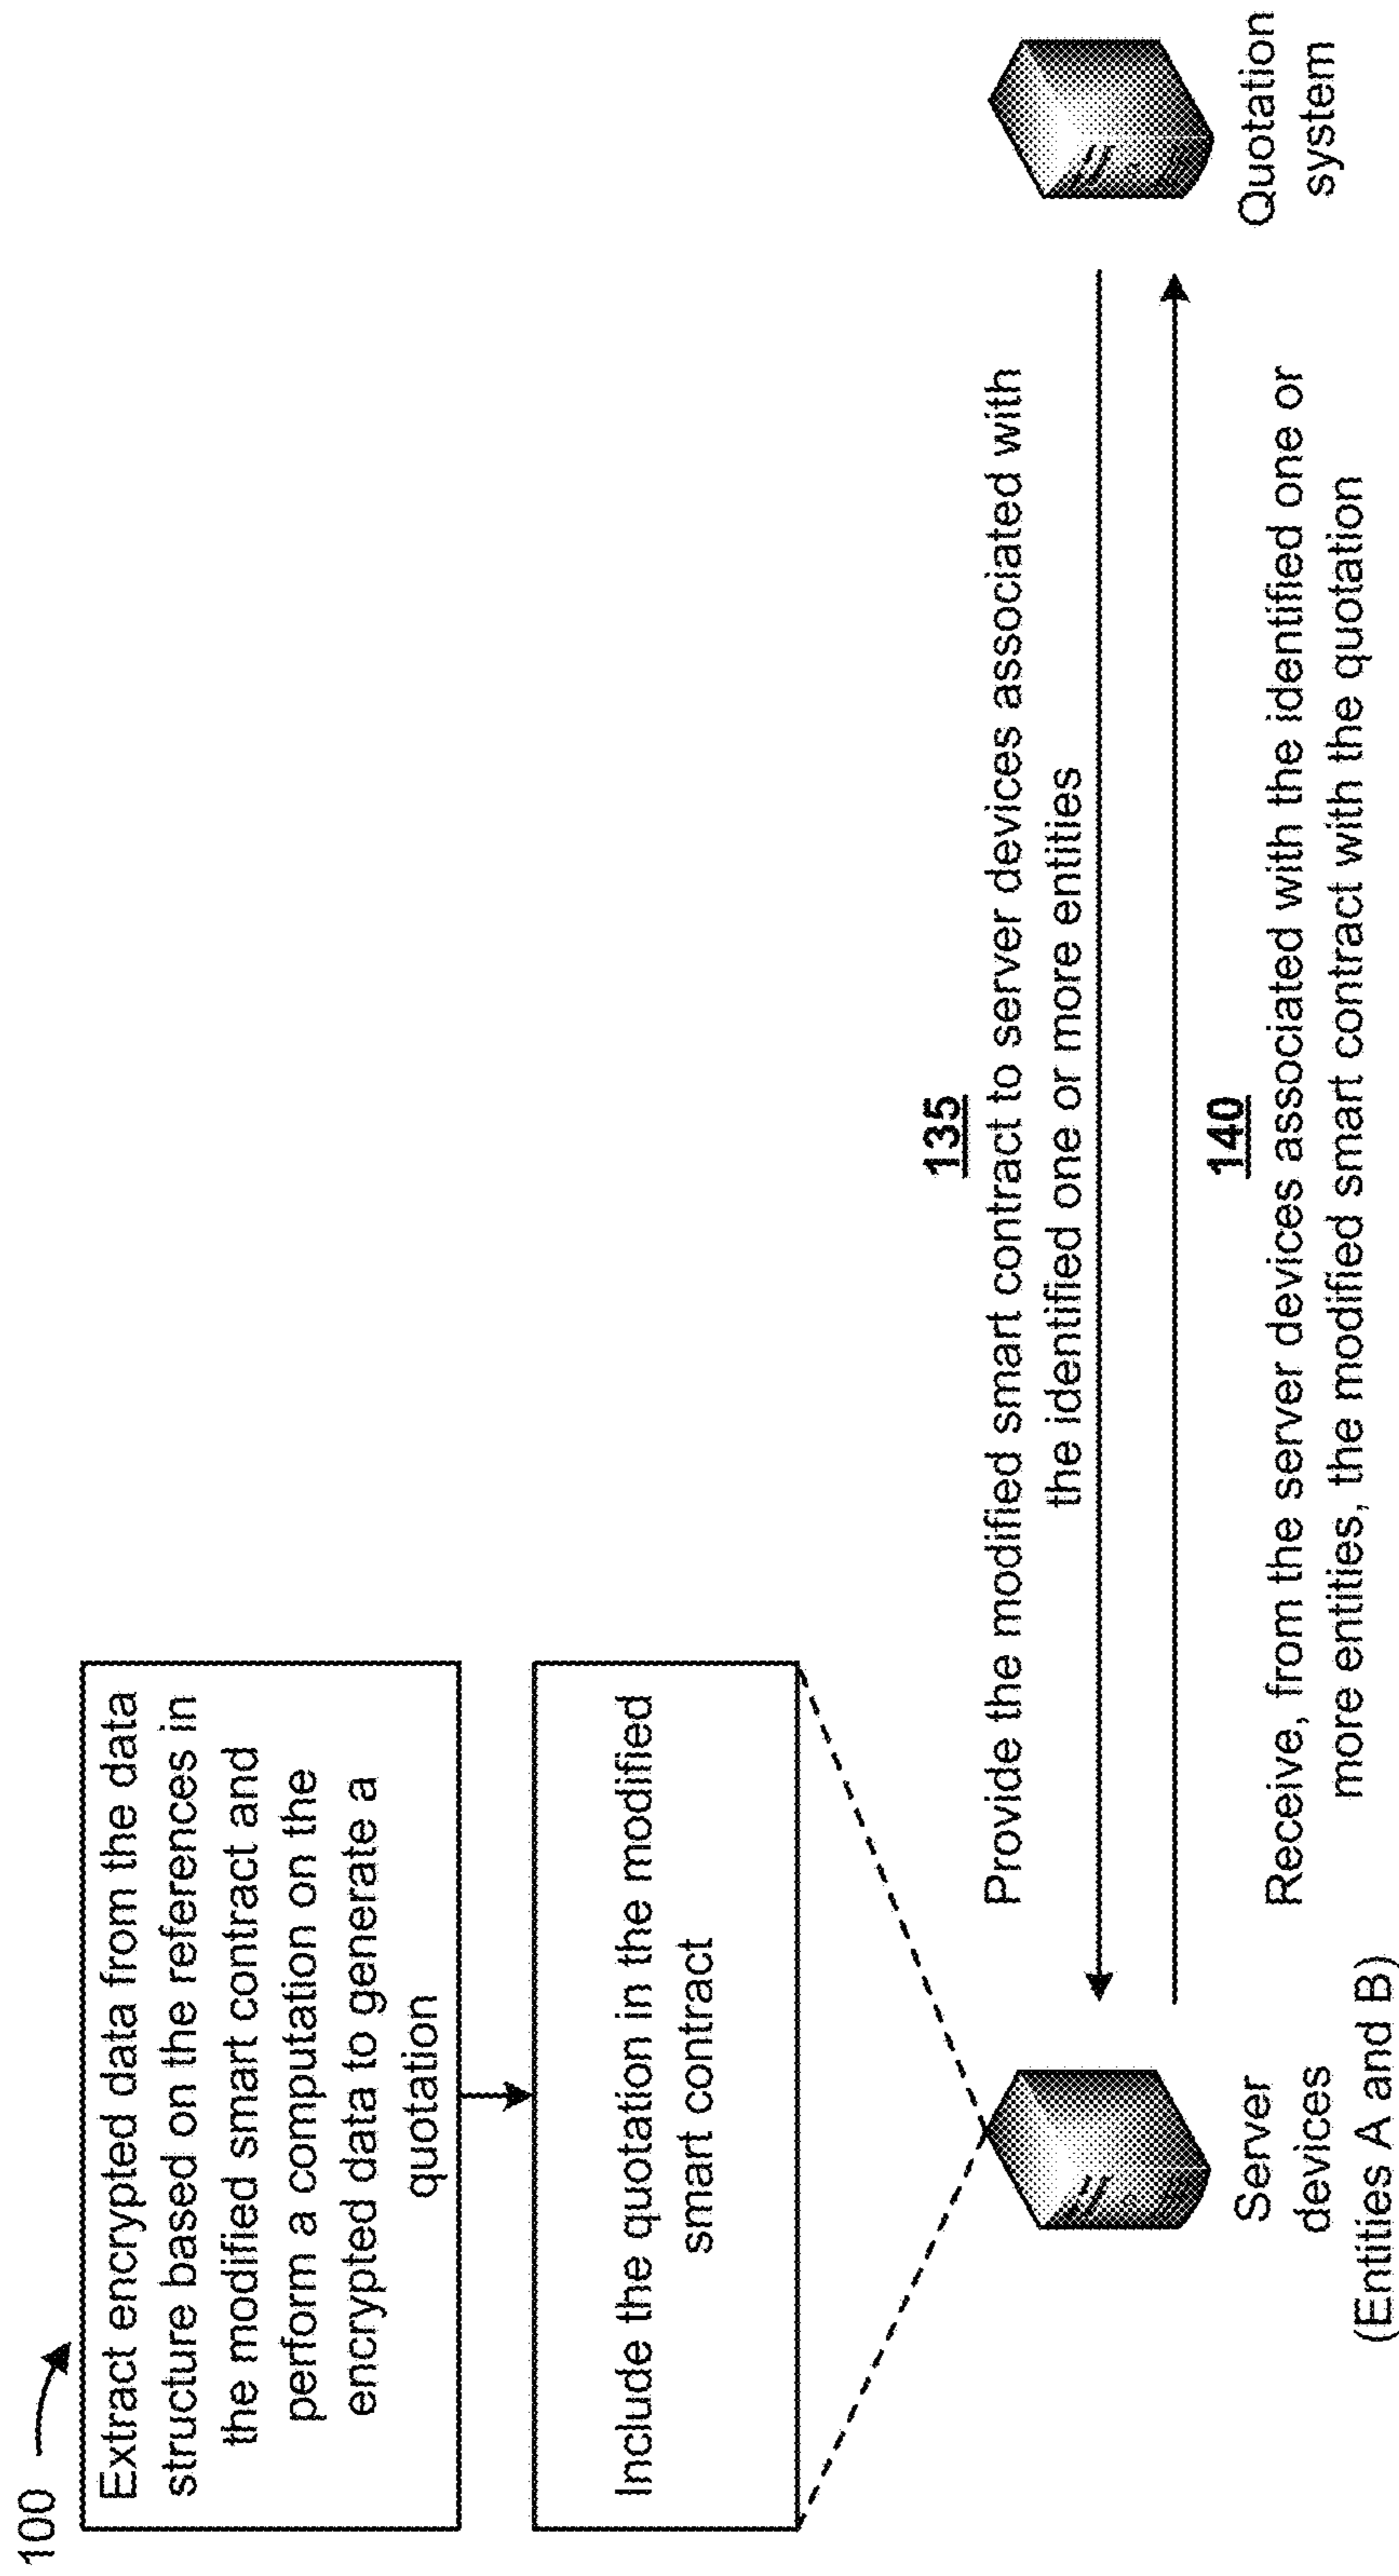 100
Extract encrypted data from the data
structure based on the references in
the modified smart contract and
perform a computation on the
encrypted data to generate a
quotation
Include the quotation in the modified
smart contract
135
Provide the modified smart contract to server devices associated with
the identified one or more entities
140
Receive, from the server devices associated with the identified one or
more entities, the modified smart contract with the quotation
Server
devices
(Entities A and B)
Quotation
system